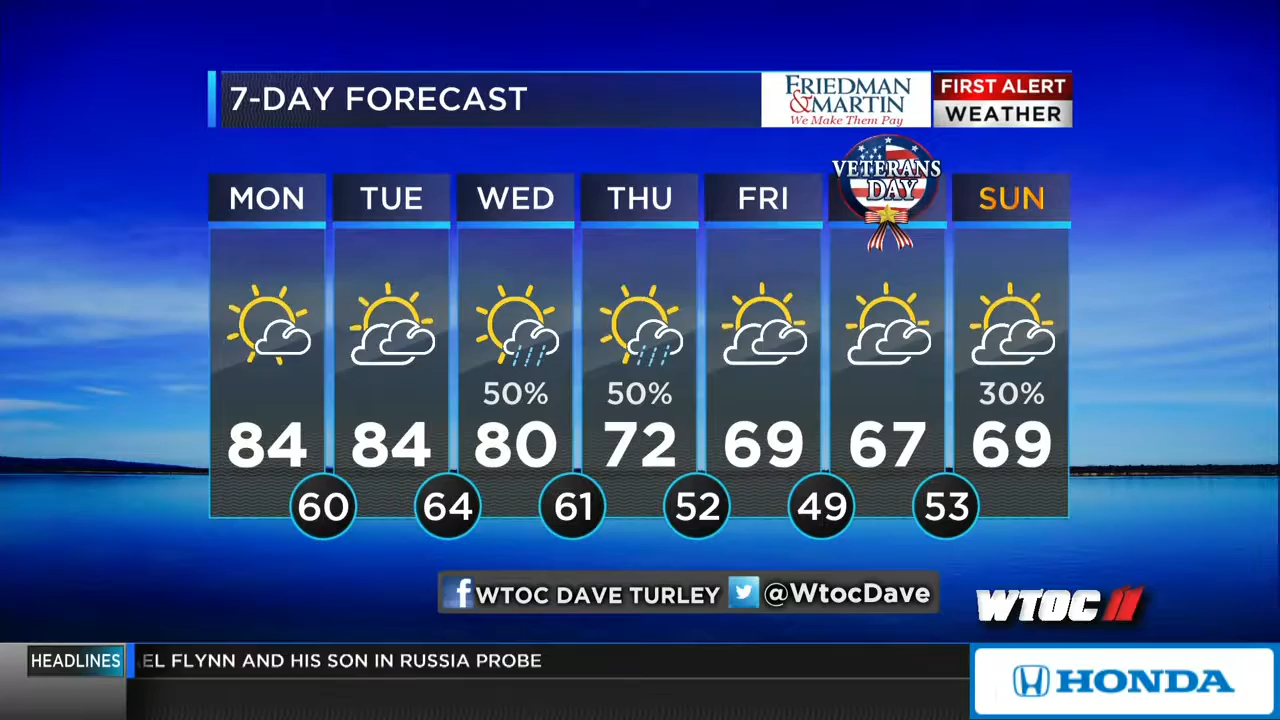 7-DAY FORECAST
FRIEDMAN
&MARTIN
We Make Them Pay
FIRST ALERT
WEATHER
MON TUE WED THU FRI VETERANS DAY SUN
50% 50% 30%
84 84 80 72 69 67 69
60 64 61 52 49 53
f WTOC DAVE TURLEY @WtocDave
WTOC 11
HEADLINES EL FLYNN AND HIS SON IN RUSSIA PROBE
HONDA